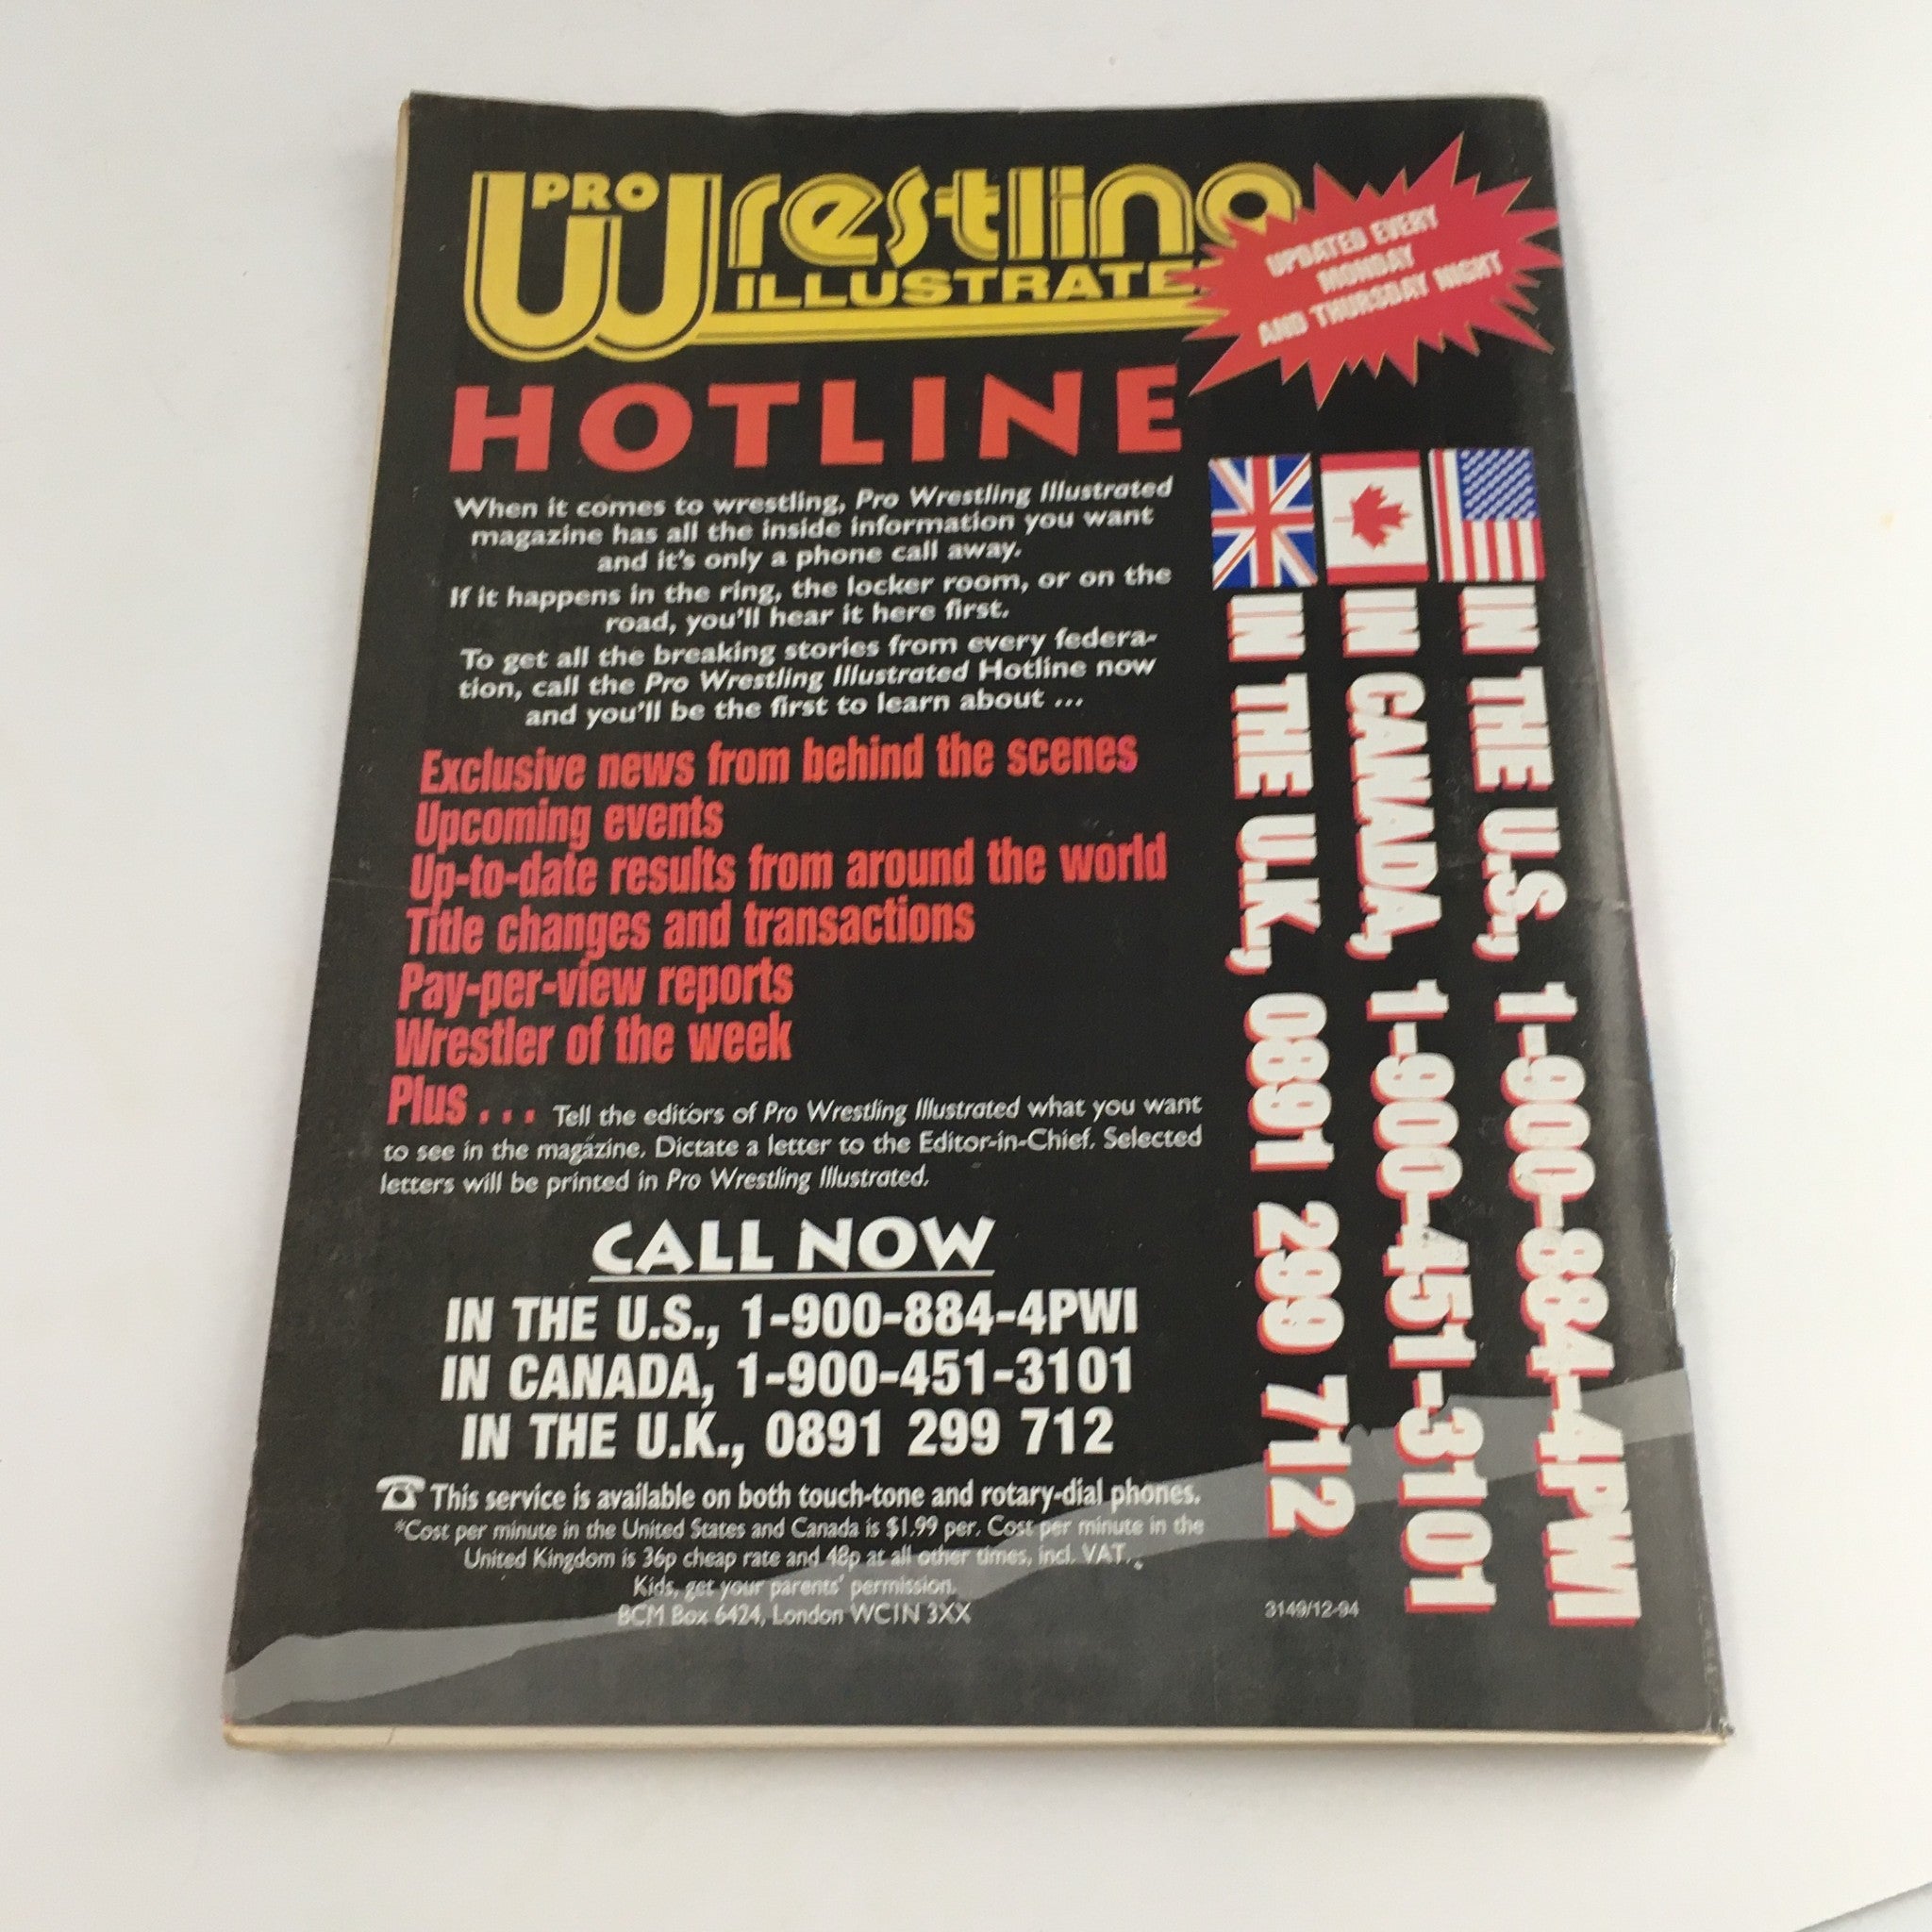 PRO
Wrestling
ILLUSTRATE
UPDATED EVERY
MONDAY
AND THURSDAY NIGHT
HOTLINE
When it comes to wrestling, Pro Wrestling Illustrated
magazine has all the inside information you want
and it's only a phone call away.
If it happens in the ring, the locker room, or on the
road, you'll hear it here first.
To get all the breaking stories from every federa-
tion, call the Pro Wrestling Illustrated Hotline now
and you'll be the first to learn about ...
Exclusive news from behind the scenes
Upcoming events
Up-to-date results from around the world
Title changes and transactions
Pay-per-view reports
Wrestler of the week
Plus . . . Tell the editors of Pro Wrestling Illustrated what you want
to see in the magazine. Dictate a letter to the Editor-in-Chief. Selected
letters will be printed in Pro Wrestling Illustrated.
CALL NOW
IN THE U.S., 1-900-884-4PWI
IN CANADA, 1-900-451-3101
IN THE U.K., 0891 299 712
This service is available on both touch-tone and rotary-dial phones.
*Cost per minute in the United States and Canada is $1.99 per. Cost per minute in the
United Kingdom is 36p cheap rate and 48p at all other times, incl. VAT.
Kids, get your parents' permission.
BCM Box 6424, London WC1N 3XX
3149/12-94
IN THE U.S., 1-900-884-4PWI
IN CANADA, 1-900-451-3101
IN THE U.K., 0891 299 712